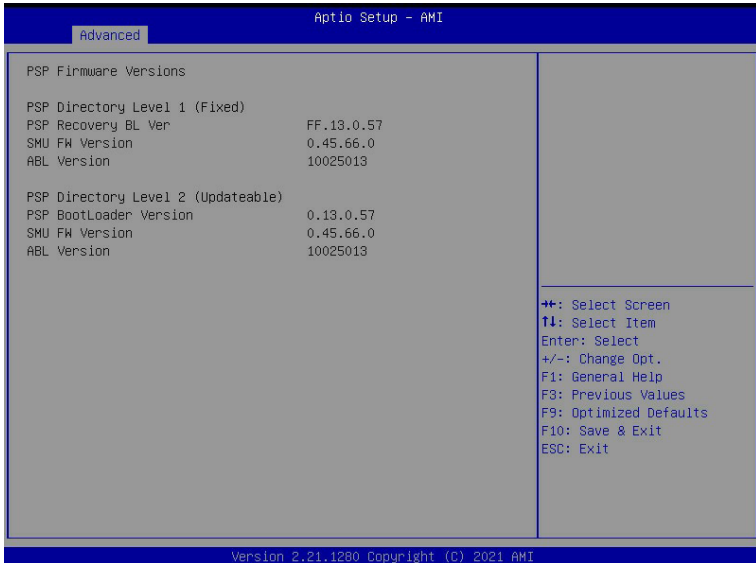 Aptio Setup – AMI
Advanced
PSP Firmware Versions
PSP Directory Level 1 (Fixed)
PSP Recovery BL Ver FF.13.0.57
SMU FW Version 0.45.66.0
ABL Version 10025013
PSP Directory Level 2 (Updateable)
PSP BootLoader Version 0.13.0.57
SMU FW Version 0.45.66.0
ABL Version 10025013
→←: Select Screen
↑↓: Select Item
Enter: Select
+/-: Change Opt.
F1: General Help
F3: Previous Values
F9: Optimized Defaults
F10: Save & Exit
ESC: Exit
Version 2.21.1280 Copyright (C) 2021 AMI